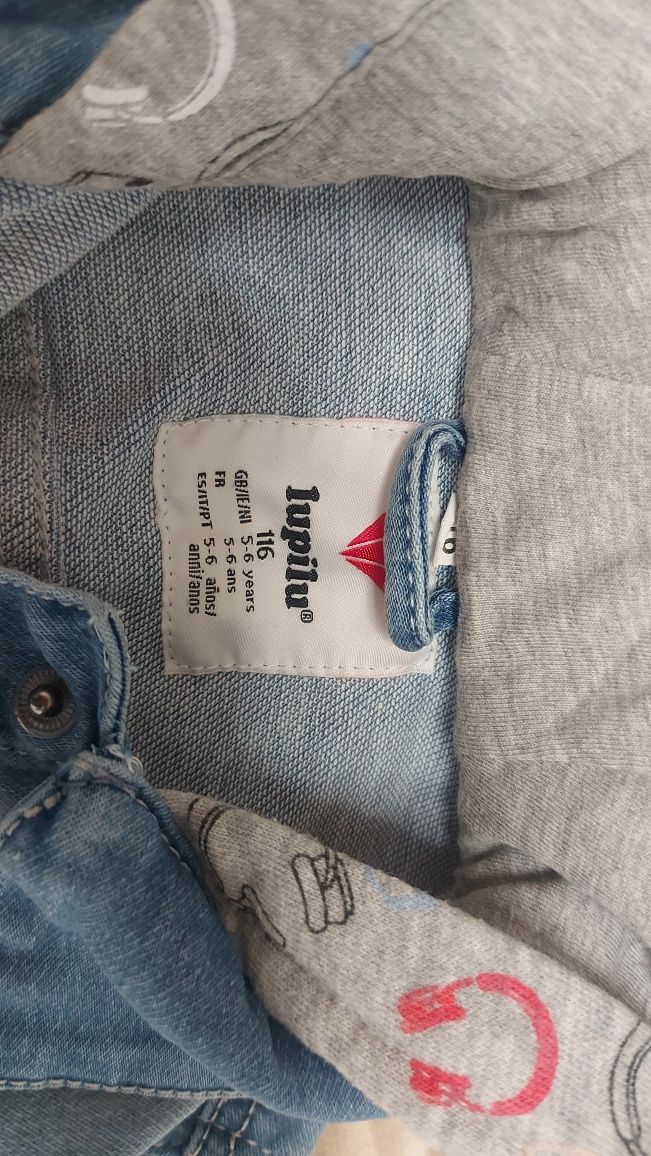 lupilu®
116
GB/IE/NI 5-6 years
FR 5-6 ans
ES/IT/PT 5-6 años/
anni/anos